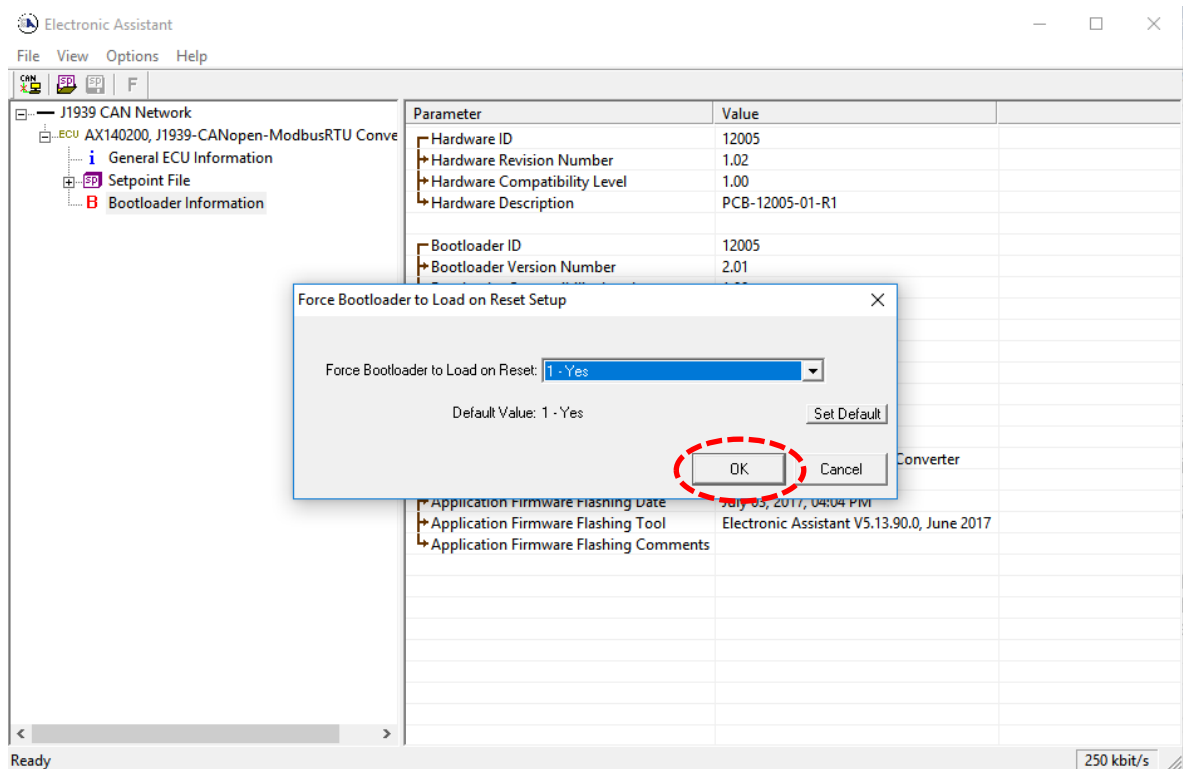 Electronic Assistant
File View Options Help
CAN SP SP F
J1939 CAN Network
ECU AX140200, J1939-CANopen-ModbusRTU Conve
i General ECU Information
SP Setpoint File
B Bootloader Information
Parameter Value
Hardware ID 12005
Hardware Revision Number 1.02
Hardware Compatibility Level 1.00
Hardware Description PCB-12005-01-R1
Bootloader ID 12005
Bootloader Version Number 2.01
Force Bootloader to Load on Reset Setup
Force Bootloader to Load on Reset: 1 - Yes
Default Value: 1 - Yes
Set Default
OK Cancel
Converter
Application Firmware Flashing Date July 03, 2017, 04:04 PM
Application Firmware Flashing Tool Electronic Assistant V5.13.90.0, June 2017
Application Firmware Flashing Comments
Ready 250 kbit/s